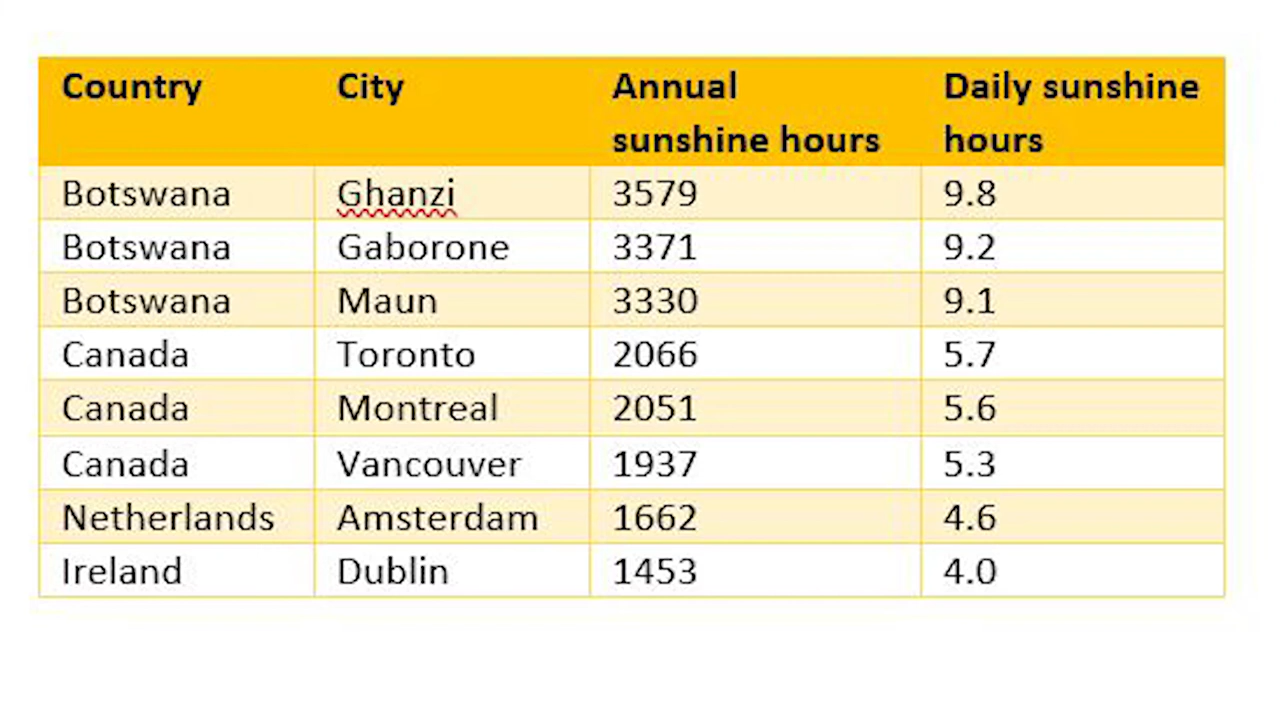 Country City Annual sunshine hours Daily sunshine hours
Botswana Ghanzi 3579 9.8
Botswana Gaborone 3371 9.2
Botswana Maun 3330 9.1
Canada Toronto 2066 5.7
Canada Montreal 2051 5.6
Canada Vancouver 1937 5.3
Netherlands Amsterdam 1662 4.6
Ireland Dublin 1453 4.0